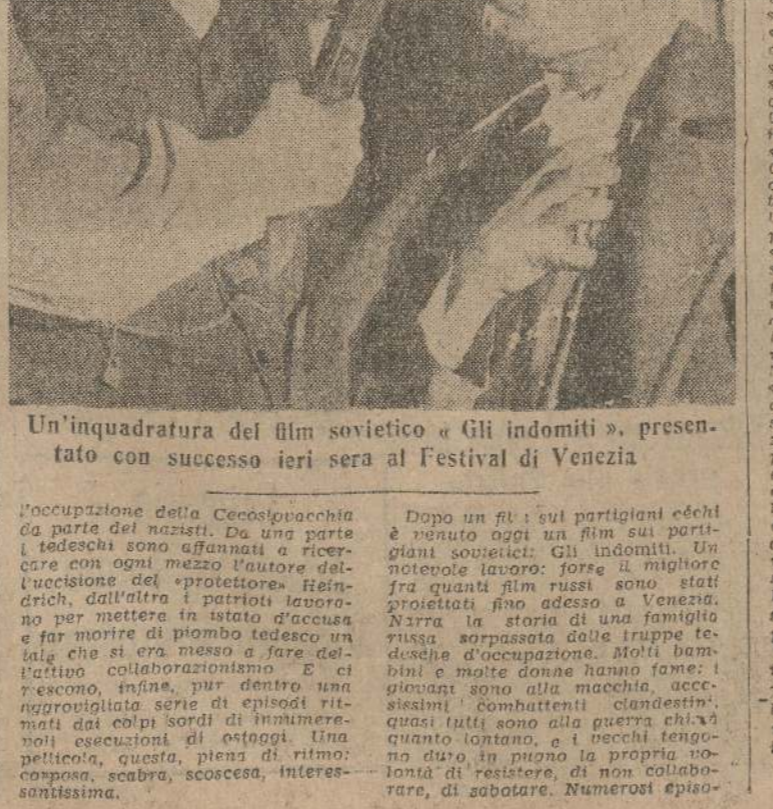 Un'inquadratura del film sovietico « Gli indomiti », presen-
tato con successo ieri sera al Festival di Venezia
l'occupazione della Cecoslovacchia
da parte dei nazisti. Da una parte
i tedeschi sono affannati a ricer-
care con ogni mezzo l'autore del-
l'uccisione del «protettore» Hein-
drich, dall'altra i patrioti lavora-
no per mettere in istato d'accusa
e far morire di piombo tedesco un
tale che si era messo a fare del-
l'attivo collaborazionismo E ci
riescono, infine, pur dentro una
aggrovigliata serie di episodi rit-
mati dai colpi sordi di innumere-
voli esecuzioni di ostaggi. Una
pellicola, questa, piena di ritmo:
corposa, scabra, scoscesa, interes-
santissima.
Dopo un fil sui partigiani cèchi
è venuto oggi un film sui parti-
giani sovietici: Gli indomiti. Un
notevole lavoro: forse il migliore
fra quanti film russi sono stati
proiettati fino adesso a Venezia.
Narra la storia di una famiglia
russa sorpassata dalle truppe te-
desche d'occupazione. Molti bam-
bini e molte donne hanno fame: i
giovani sono alla macchia, acce-
sissimi combattenti clandestini,
quasi tutti sono alla guerra chissà
quanto lontano, e i vecchi tengo-
no duro in pugno la propria vo-
lontà di resistere, di non collabo-
rare, di sabotare. Numerosi episo-